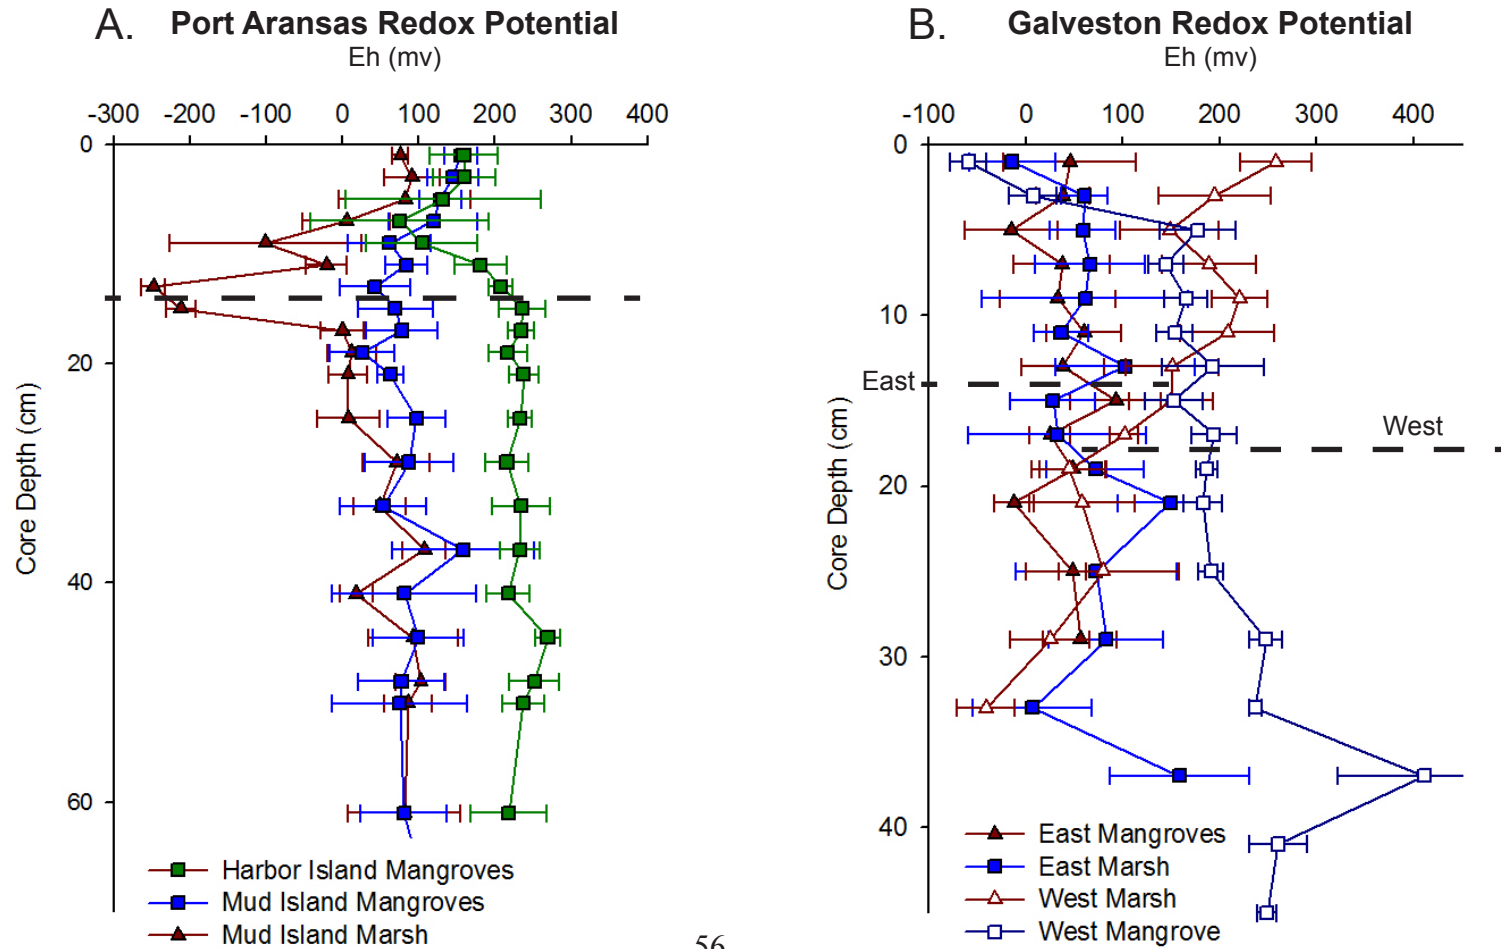 A. Port Aransas Redox Potential
Eh (mv)
-300 -200 -100 0 100 200 300 400
0
20
40
60
Core Depth (cm)
Harbor Island Mangroves
Mud Island Mangroves
Mud Island Marsh
B. Galveston Redox Potential
Eh (mv)
-100 0 100 200 300 400
0
10
East
West
20
30
40
Core Depth (cm)
East Mangroves
East Marsh
West Marsh
West Mangrove